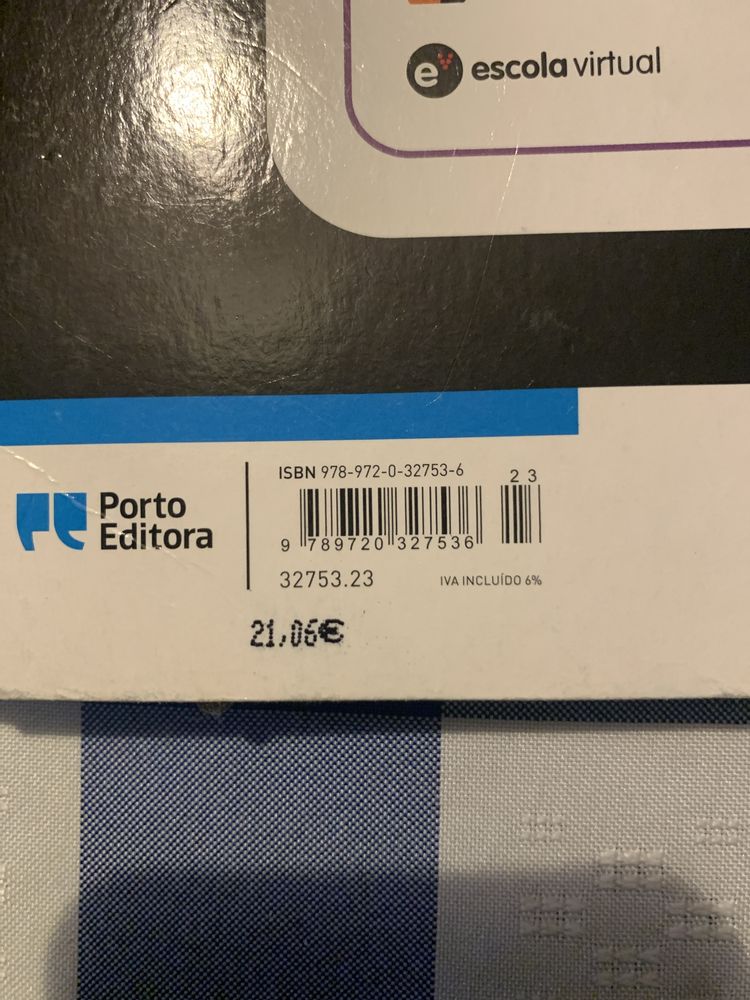 e escola virtual
ISBN 978-972-0-32753-6
2 3
Porto
Editora
9 789720 327536
32753.23
IVA INCLUÍDO 6%
21,06€